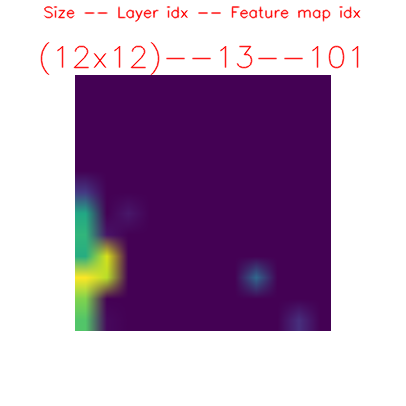 Size -- Layer idx -- Feature map idx
(12x12)--13--101